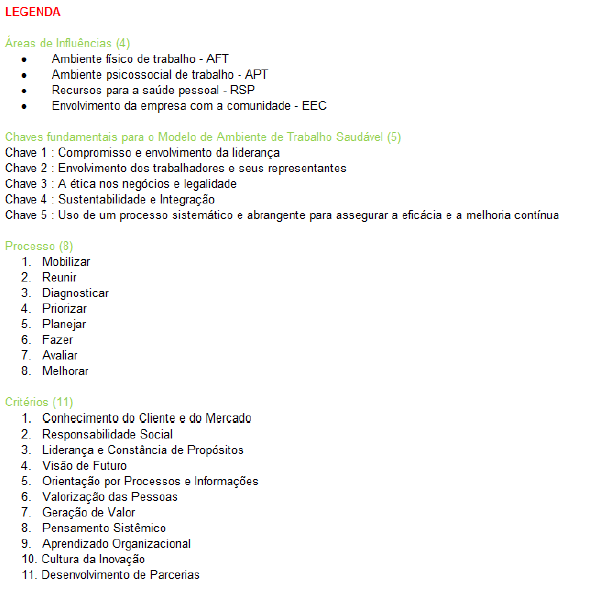 LEGENDA
Áreas de Influências (4)
• Ambiente físico de trabalho - AFT
• Ambiente psicossocial de trabalho - APT
• Recursos para a saúde pessoal - RSP
• Envolvimento da empresa com a comunidade - EEC
Chaves fundamentais para o Modelo de Ambiente de Trabalho Saudável (5)
Chave 1 : Compromisso e envolvimento da liderança
Chave 2 : Envolvimento dos trabalhadores e seus representantes
Chave 3 : A ética nos negócios e legalidade
Chave 4 : Sustentabilidade e Integração
Chave 5 : Uso de um processo sistemático e abrangente para assegurar a eficácia e a melhoria contínua
Processo (8)
1. Mobilizar
2. Reunir
3. Diagnosticar
4. Priorizar
5. Planejar
6. Fazer
7. Avaliar
8. Melhorar
Critérios (11)
1. Conhecimento do Cliente e do Mercado
2. Responsabilidade Social
3. Liderança e Constância de Propósitos
4. Visão de Futuro
5. Orientação por Processos e Informações
6. Valorização das Pessoas
7. Geração de Valor
8. Pensamento Sistêmico
9. Aprendizado Organizacional
10. Cultura da Inovação
11. Desenvolvimento de Parcerias